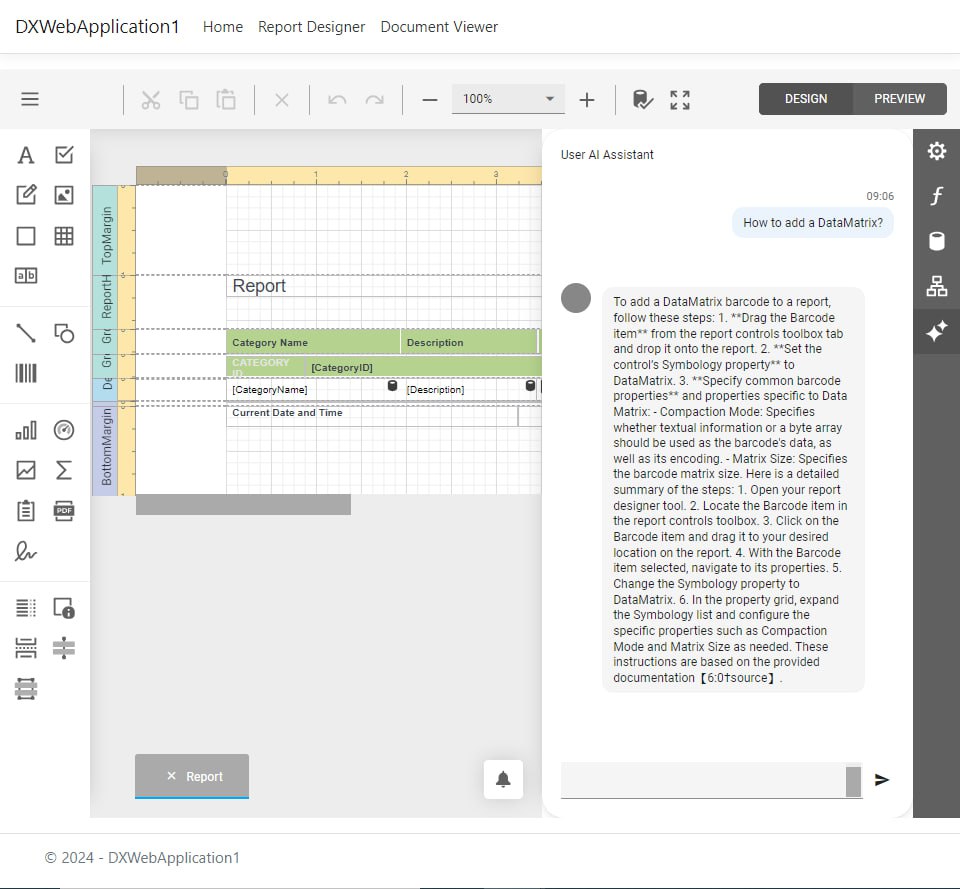 DXWebApplication1 Home Report Designer Document Viewer
100%
DESIGN PREVIEW
User AI Assistant
09:06
How to add a DataMatrix?
0 1 2 3
TopMargin
ReportH
Report
Gr
Category Name Description
Gr
CATEGORY
ID
[CategoryID]
De
[CategoryName] [Description]
BottomMargin
Current Date and Time
To add a DataMatrix barcode to a report,
follow these steps: 1. **Drag the Barcode
item** from the report controls toolbox tab
and drop it onto the report. 2. **Set the
control's Symbology property** to
DataMatrix. 3. **Specify common barcode
properties** and properties specific to Data
Matrix: - Compaction Mode: Specifies
whether textual information or a byte array
should be used as the barcode's data, as
well as its encoding. - Matrix Size: Specifies
the barcode matrix size. Here is a detailed
summary of the steps: 1. Open your report
designer tool. 2. Locate the Barcode item in
the report controls toolbox. 3. Click on the
Barcode item and drag it to your desired
location on the report. 4. With the Barcode
item selected, navigate to its properties. 5.
Change the Symbology property to
DataMatrix. 6. In the property grid, expand
the Symbology list and configure the
specific properties such as Compaction
Mode and Matrix Size as needed. These
instructions are based on the provided
documentation【6:0†source】.
A
ab
PDF
Report
© 2024 - DXWebApplication1